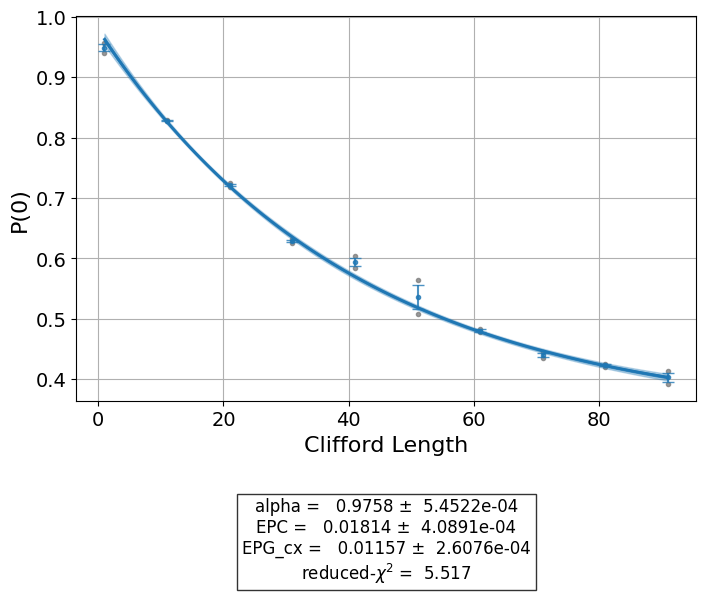 1.0
0.9
0.8
0.7
0.6
0.5
0.4
P(0)
0 20 40 60 80
Clifford Length
alpha = 0.9758 ± 5.4522e-04
EPC = 0.01814 ± 4.0891e-04
EPG_cx = 0.01157 ± 2.6076e-04
reduced-χ² = 5.517